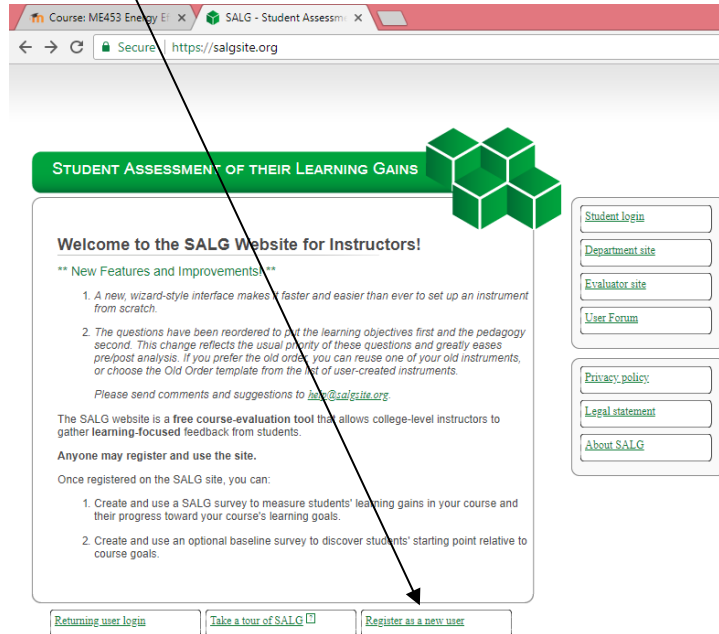 Course: ME453 Energy Ef
SALG - Student Assessme
Secure
https://salgsite.org
STUDENT ASSESSMENT OF THEIR LEARNING GAINS
Welcome to the SALG Website for Instructors!
** New Features and Improvements! **
1. A new, wizard-style interface makes it faster and easier than ever to set up an instrument
from scratch.
2. The questions have been reordered to put the learning objectives first and the pedagogy
second. This change reflects the usual priority of these questions and greatly eases
pre/post analysis. If you prefer the old order, you can reuse one of your old instruments,
or choose the Old Order template from the list of user-created instruments.
Please send comments and suggestions to help@salgsite.org.
The SALG website is a free course-evaluation tool that allows college-level instructors to
gather learning-focused feedback from students.
Anyone may register and use the site.
Once registered on the SALG site, you can:
1. Create and use a SALG survey to measure students' learning gains in your course and
their progress toward your course's learning goals.
2. Create and use an optional baseline survey to discover students' starting point relative to
course goals.
Returning user login
Take a tour of SALG ?
Register as a new user
Student login
Department site
Evaluator site
User Forum
Privacy policy
Legal statement
About SALG